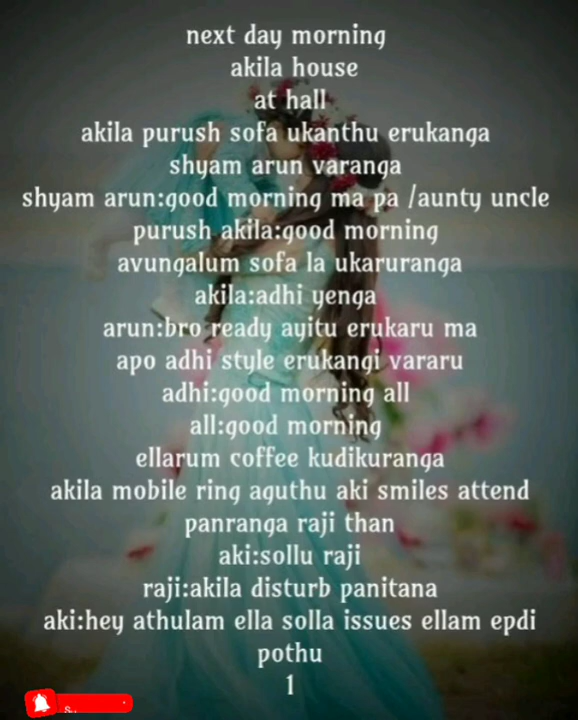 next day morning
akila house
at hall
akila purush sofa ukanthu erukanga
shyam arun varanga
shyam arun:good morning ma pa /aunty uncle
purush akila:good morning
avungalum sofa la ukaruranga
akila:adhi yenga
arun:bro ready ayitu erukaru ma
apo adhi style erukangi vararu
adhi:good morning all
all:good morning
ellarum coffee kudikuranga
akila mobile ring aguthu aki smiles attend
panranga raji than
aki:sollu raji
raji:akila disturb panitana
aki:hey athulam ella solla issues ellam epdi
pothu
1
s..